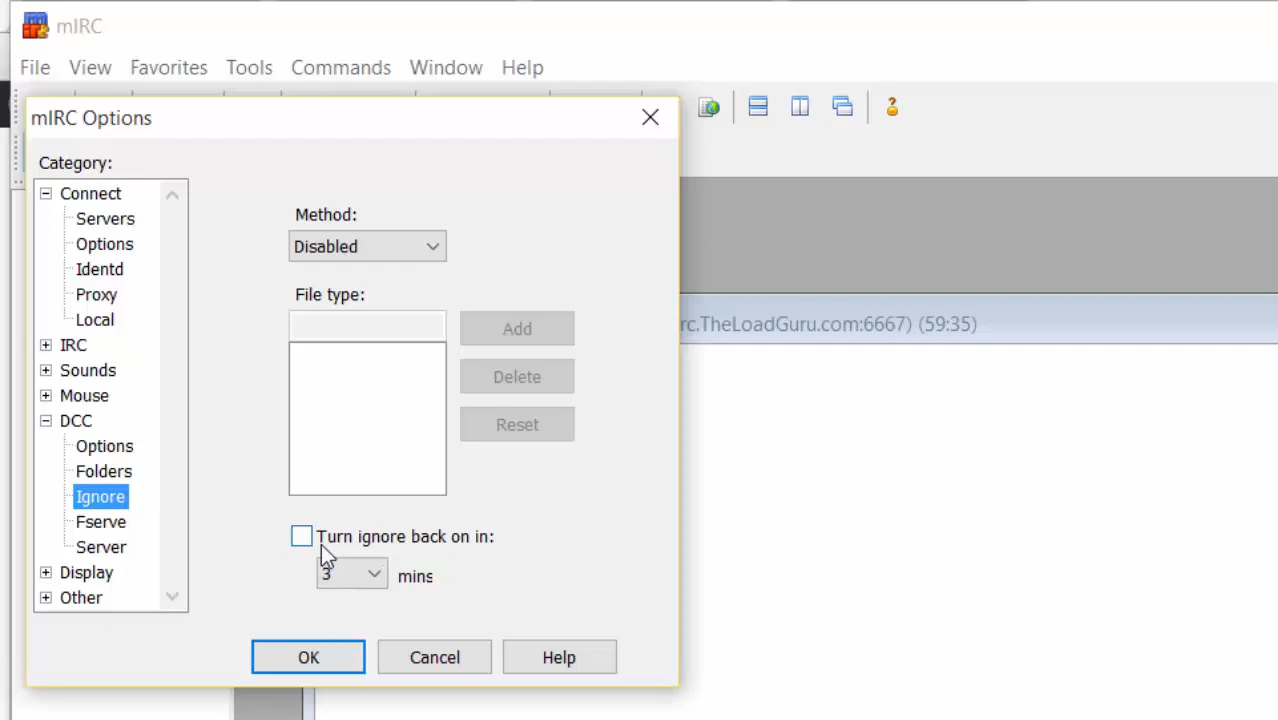 mIRC
File View Favorites Tools Commands Window Help
mIRC Options
Category:
Connect
Servers
Options
Identd
Proxy
Local
IRC
Sounds
Mouse
DCC
Options
Folders
Ignore
Fserve
Server
Display
Other
Method:
Disabled
File type:
Add
Delete
Reset
Turn ignore back on in:
3 mins
OK Cancel Help
rc.TheLoadGuru.com:6667) (59:35)